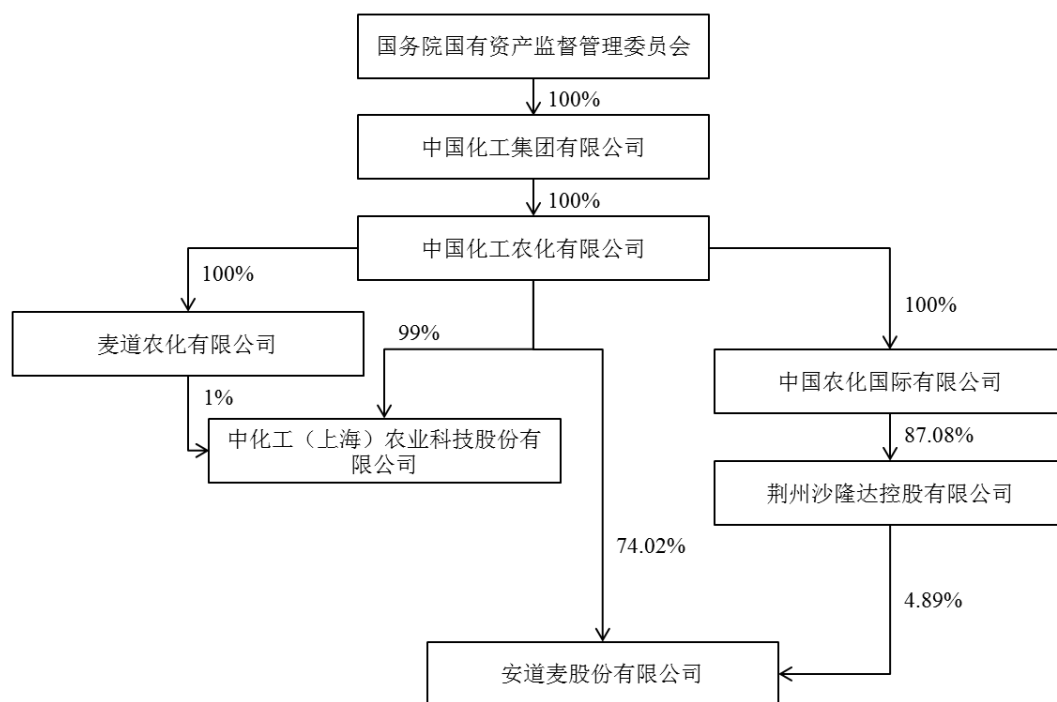 国务院国有资产监督管理委员会
100%
中国化工集团有限公司
100%
中国化工农化有限公司
100%
100%
麦道农化有限公司
99%
中国农化国际有限公司
1%
中化工（上海）农业科技股份有
限公司
87.08%
荆州沙隆达控股有限公司
74.02%
4.89%
安道麦股份有限公司